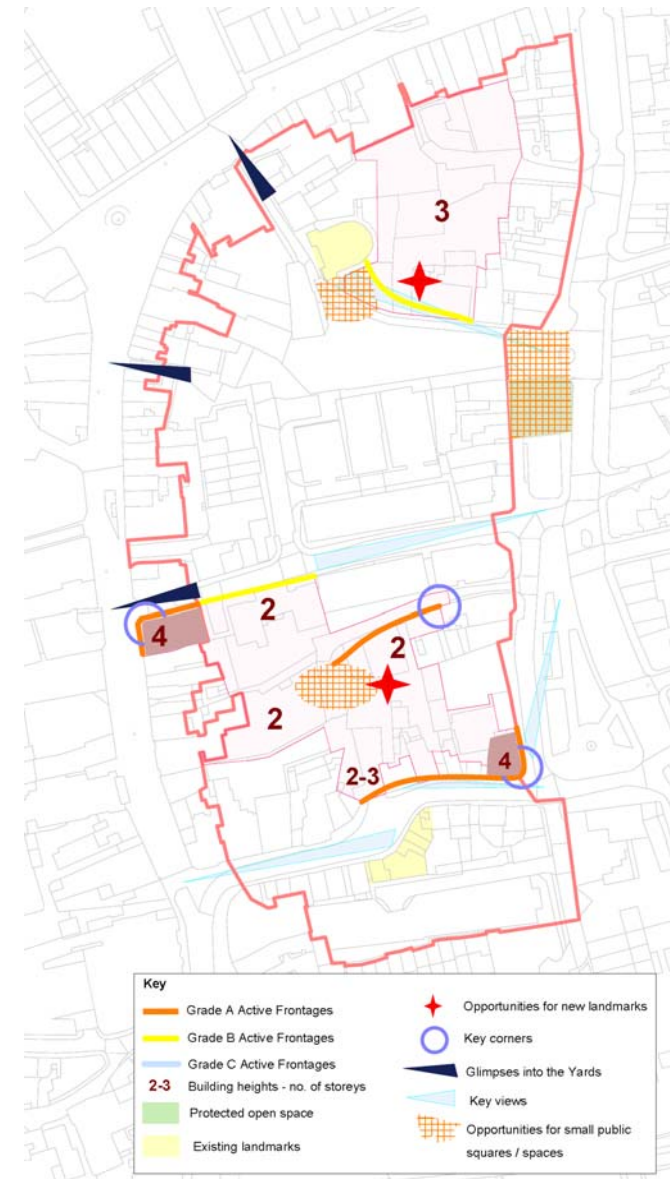 3
4
2
2
2
2-3
4
Key
Grade A Active Frontages
Grade B Active Frontages
Grade C Active Frontages
2-3 Building heights - no. of storeys
Protected open space
Existing landmarks
Opportunities for new landmarks
Key corners
Glimpses into the Yards
Key views
Opportunities for small public
squares / spaces